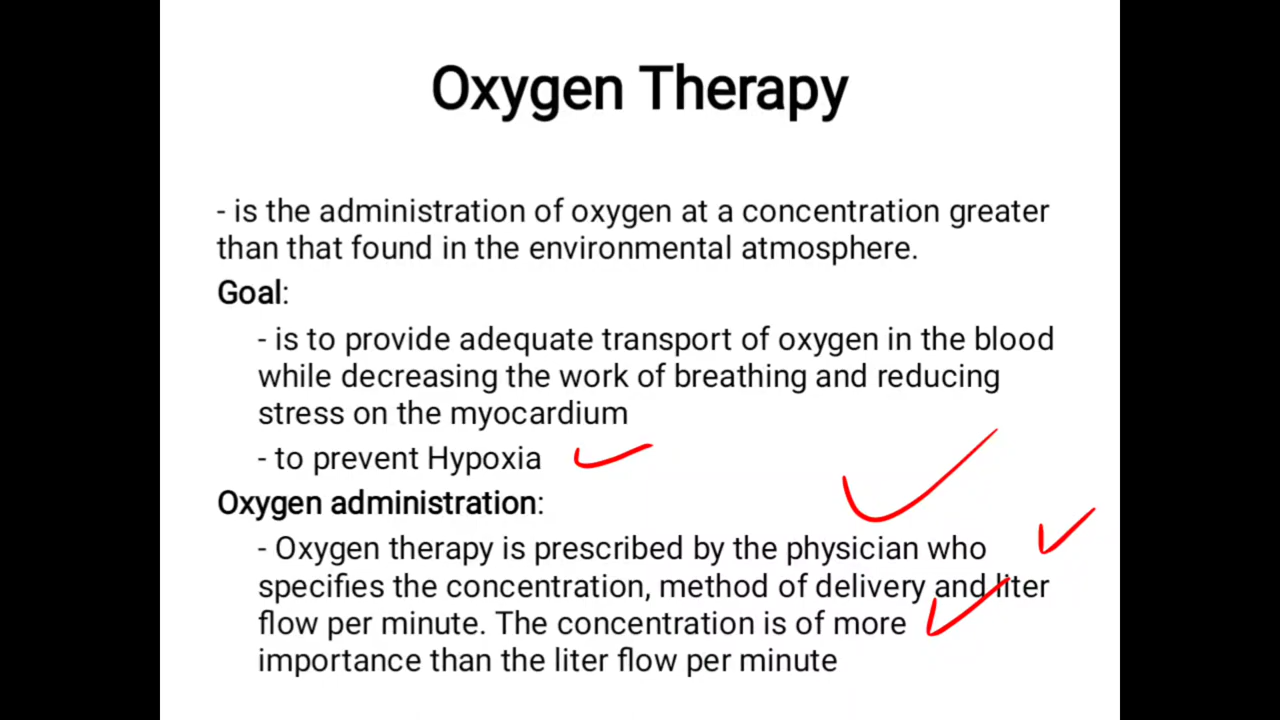 Oxygen Therapy
- is the administration of oxygen at a concentration greater
than that found in the environmental atmosphere.
Goal:
- is to provide adequate transport of oxygen in the blood
while decreasing the work of breathing and reducing
stress on the myocardium
- to prevent Hypoxia
Oxygen administration:
- Oxygen therapy is prescribed by the physician who
specifies the concentration, method of delivery and liter
flow per minute. The concentration is of more
importance than the liter flow per minute